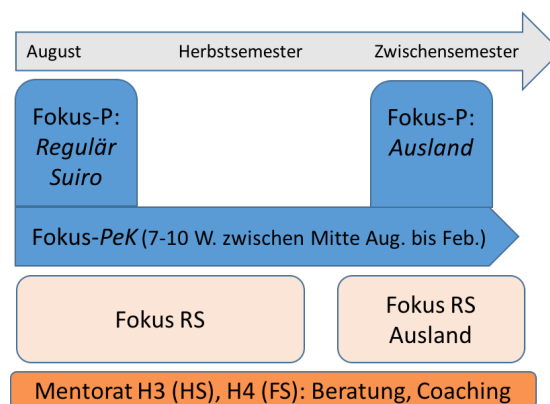 August Herbstsemester Zwischensemester
Fokus-P:
Regulär
Suiro
Fokus-P:
Ausland
Fokus-PeK (7-10 W. zwischen Mitte Aug. bis Feb.)
Fokus RS
Fokus RS
Ausland
Mentorat H3 (HS), H4 (FS): Beratung, Coaching